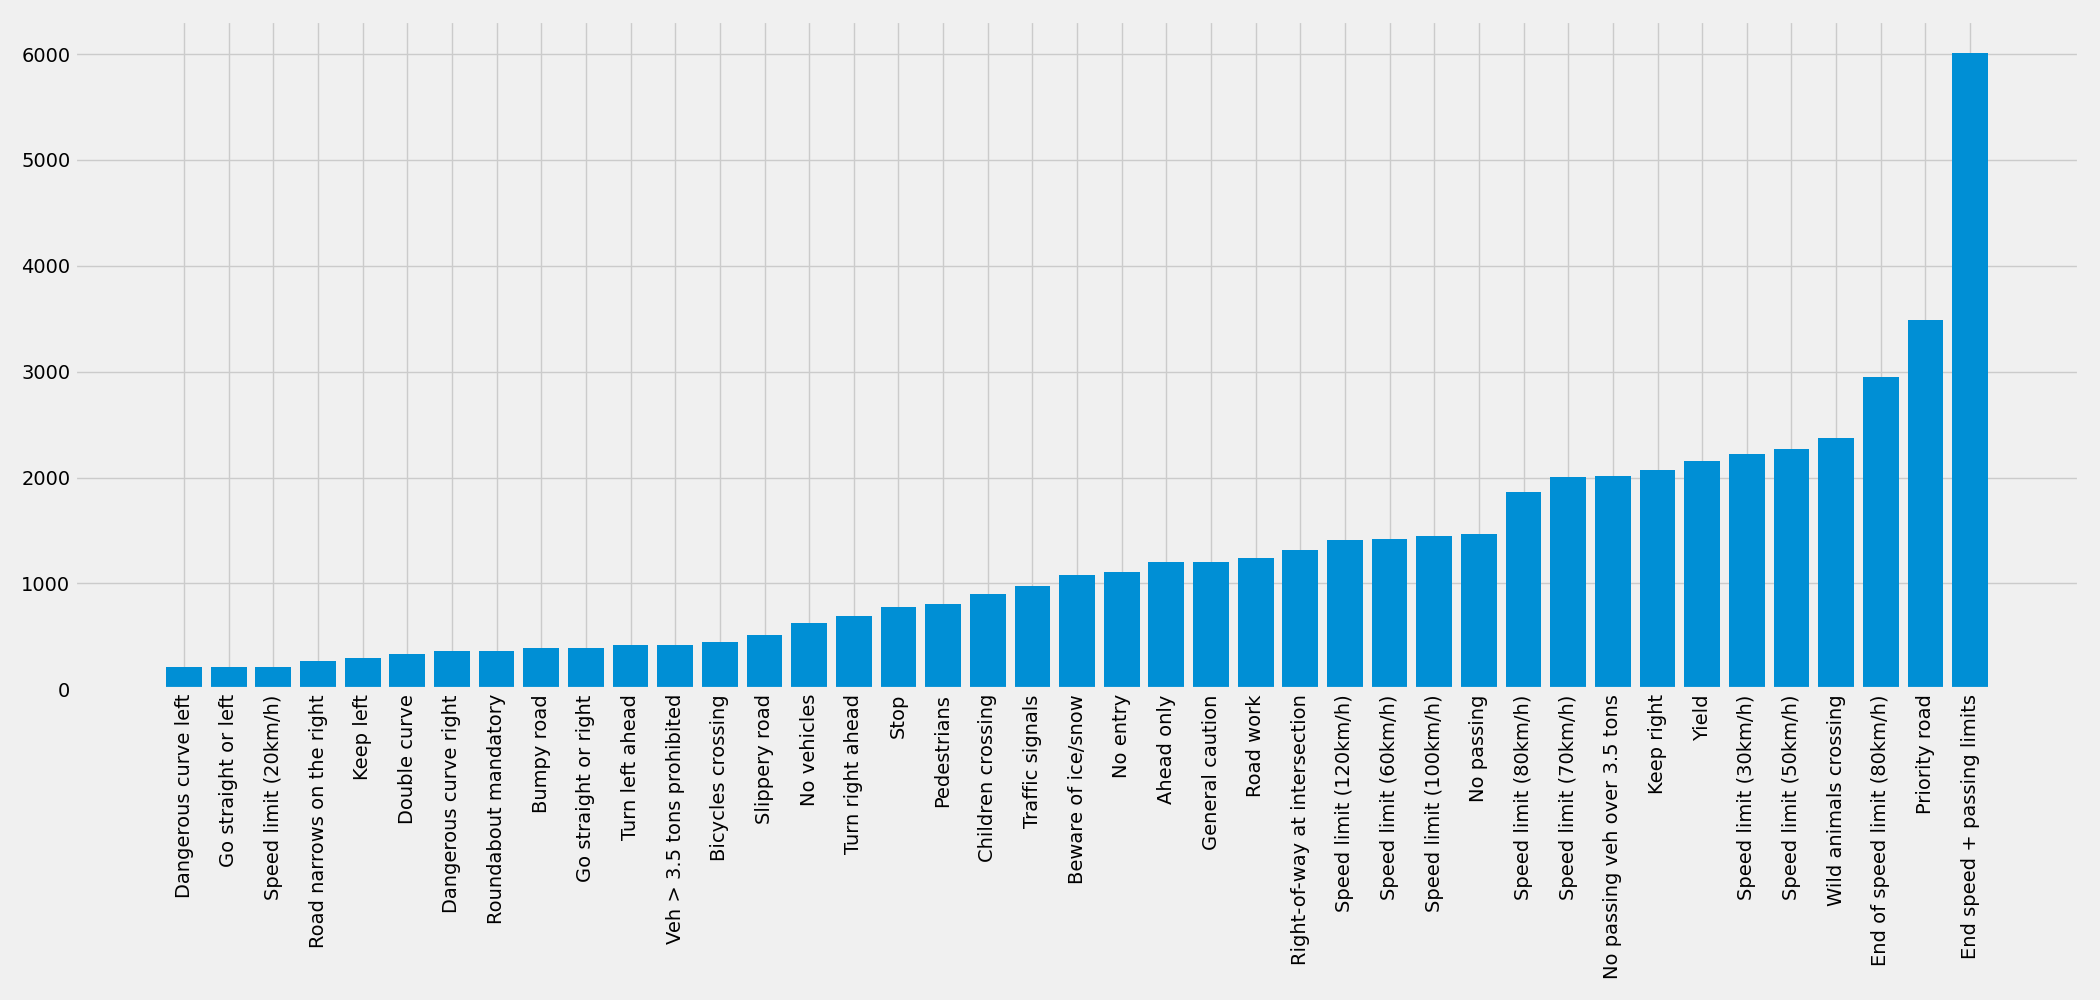 6000
5000
4000
3000
2000
1000
0
Dangerous curve left
Go straight or left
Speed limit (20km/h)
Road narrows on the right
Keep left
Double curve
Dangerous curve right
Roundabout mandatory
Bumpy road
Go straight or right
Turn left ahead
Veh > 3.5 tons prohibited
Bicycles crossing
Slippery road
No vehicles
Turn right ahead
Stop
Pedestrians
Children crossing
Traffic signals
Beware of ice/snow
No entry
Ahead only
General caution
Road work
Right-of-way at intersection
Speed limit (120km/h)
Speed limit (60km/h)
Speed limit (100km/h)
No passing
Speed limit (80km/h)
Speed limit (70km/h)
No passing veh over 3.5 tons
Keep right
Yield
Speed limit (30km/h)
Speed limit (50km/h)
Wild animals crossing
End of speed limit (80km/h)
Priority road
End speed + passing limits